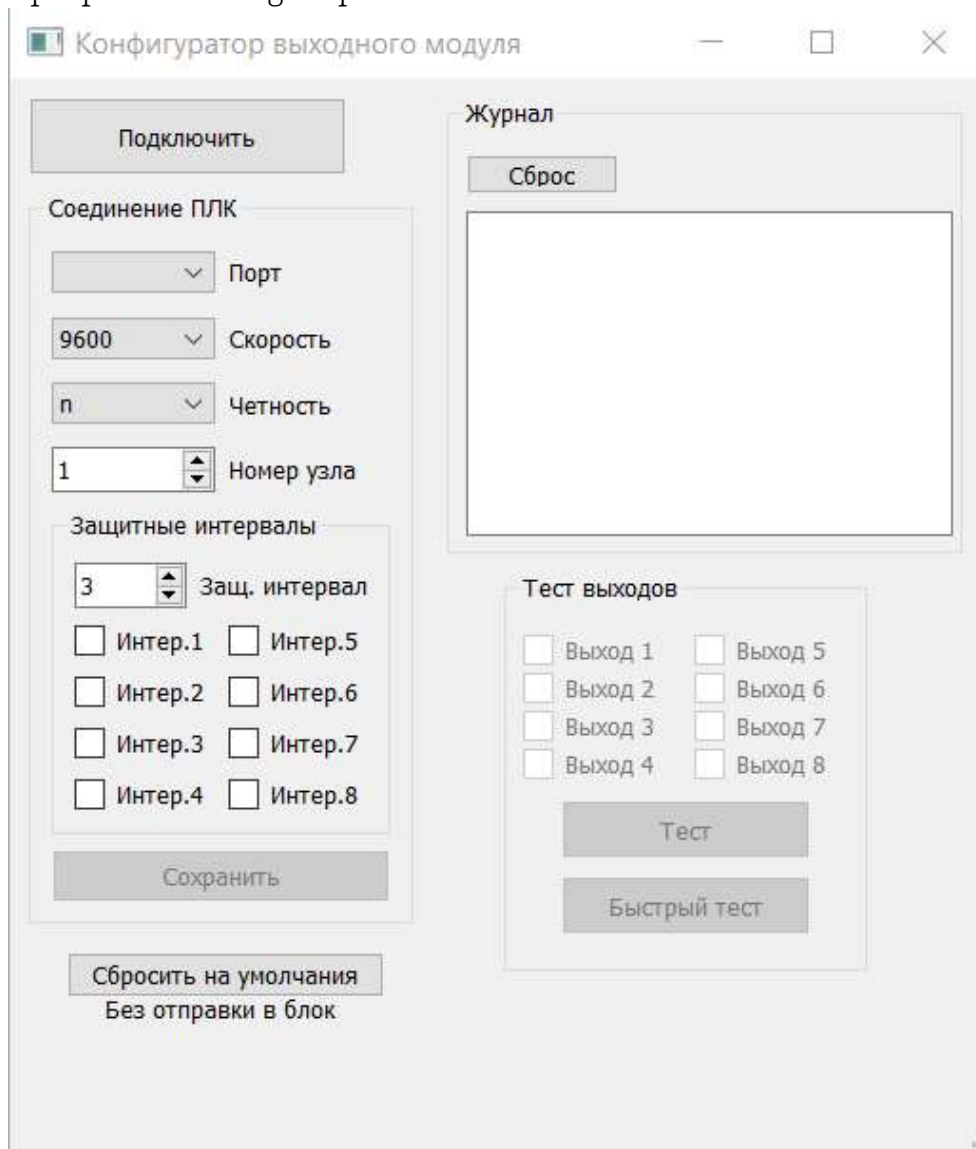 Конфигуратор выходного модуля
Подключить
Соединение ПЛК
Порт
9600 Скорость
n Четность
1 Номер узла
Защитные интервалы
3 Защ. интервал
Интер.1 Интер.5
Интер.2 Интер.6
Интер.3 Интер.7
Интер.4 Интер.8
Сохранить
Сбросить на умолчания
Без отправки в блок
Журнал
Сброс
Тест выходов
Выход 1 Выход 5
Выход 2 Выход 6
Выход 3 Выход 7
Выход 4 Выход 8
Тест
Быстрый тест